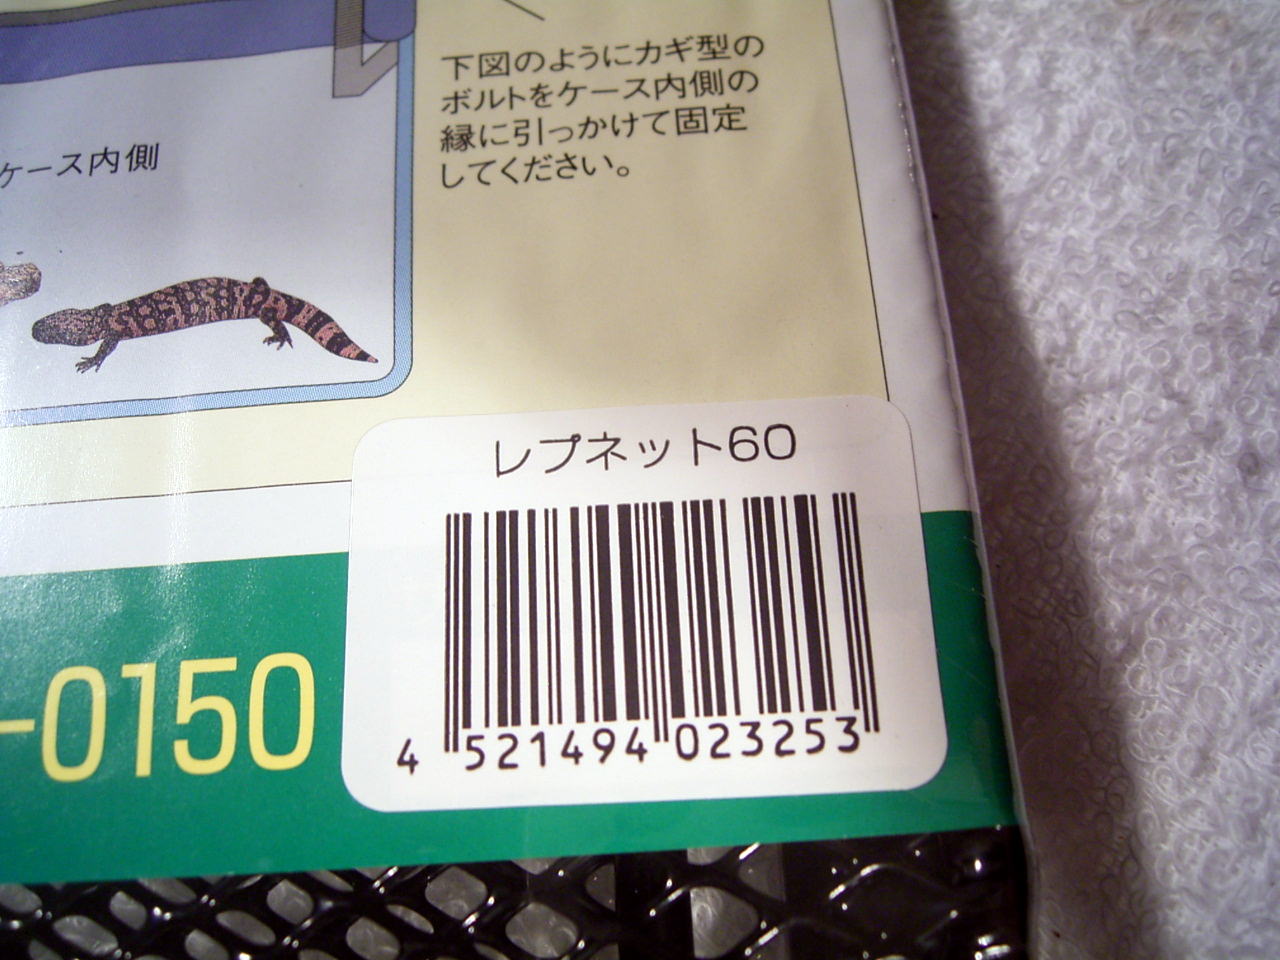 下図のようにカギ型の
ボルトをケース内側の
縁に引っかけて固定
してください。
ケース内側
レプネット60
4 521494 023253
-0150